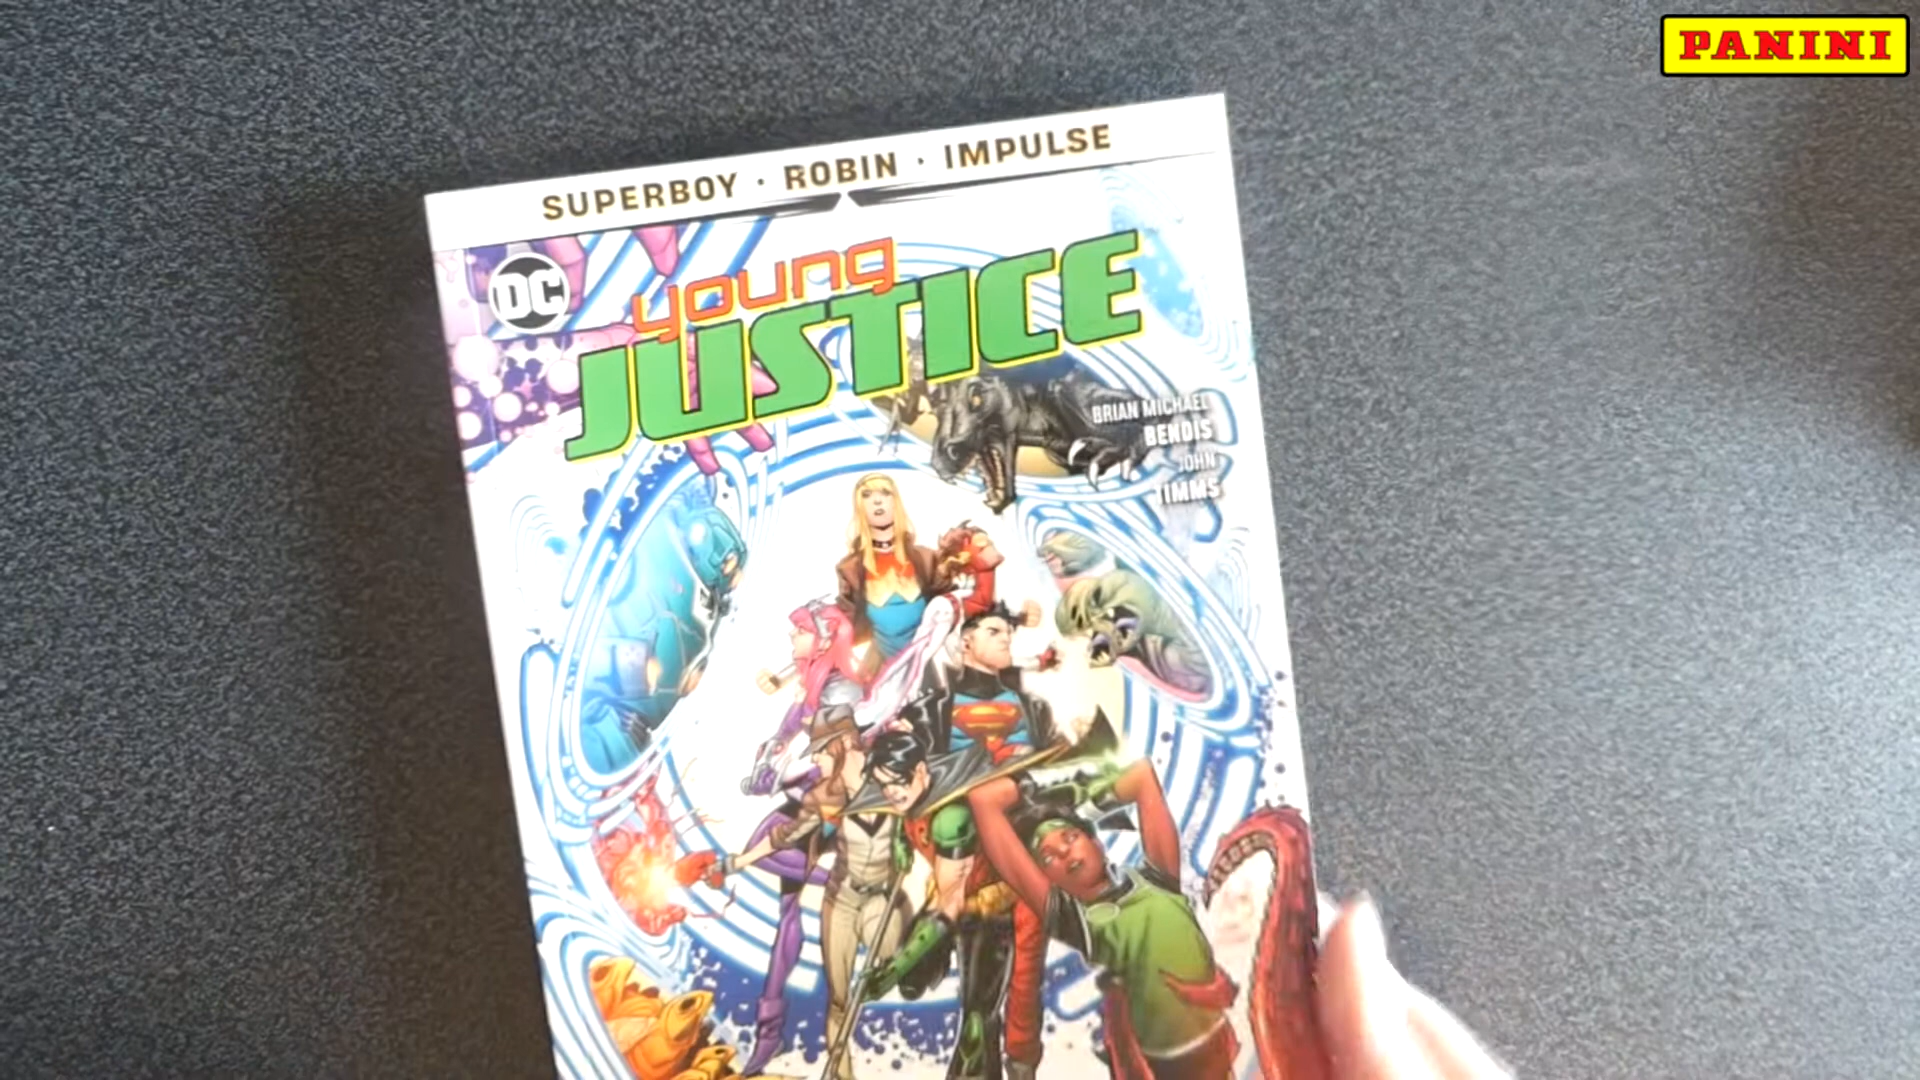 PANINI
SUPERBOY · ROBIN · IMPULSE
DC
young
JUSTICE
BRIAN MICHAEL
BENDIS
JOHN
TIMMS